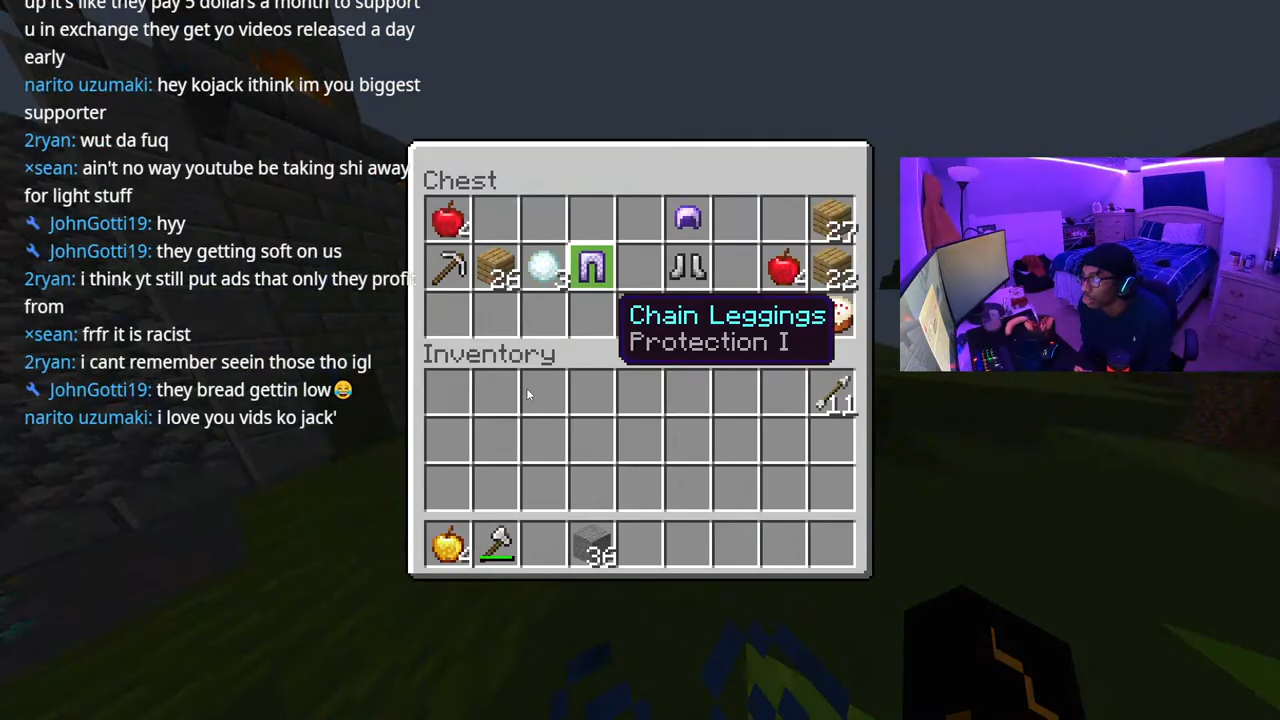 up it's like they pay 5 dollars a month to support
u in exchange they get yo videos released a day
early
narito uzumaki: hey kojack ithink im you biggest
supporter
2ryan: wut da fuq
×sean: ain't no way youtube be taking shi away
for light stuff
JohnGotti19: hyy
JohnGotti19: they getting soft on us
2ryan: i think yt still put ads that only they profit
from
×sean: frfr it is racist
2ryan: i cant remember seein those tho igl
JohnGotti19: they bread gettin low😂
narito uzumaki: i love you vids ko jack'
Chest
4
27
26
3
4
22
Chain Leggings
Protection I
Inventory
11
4
36